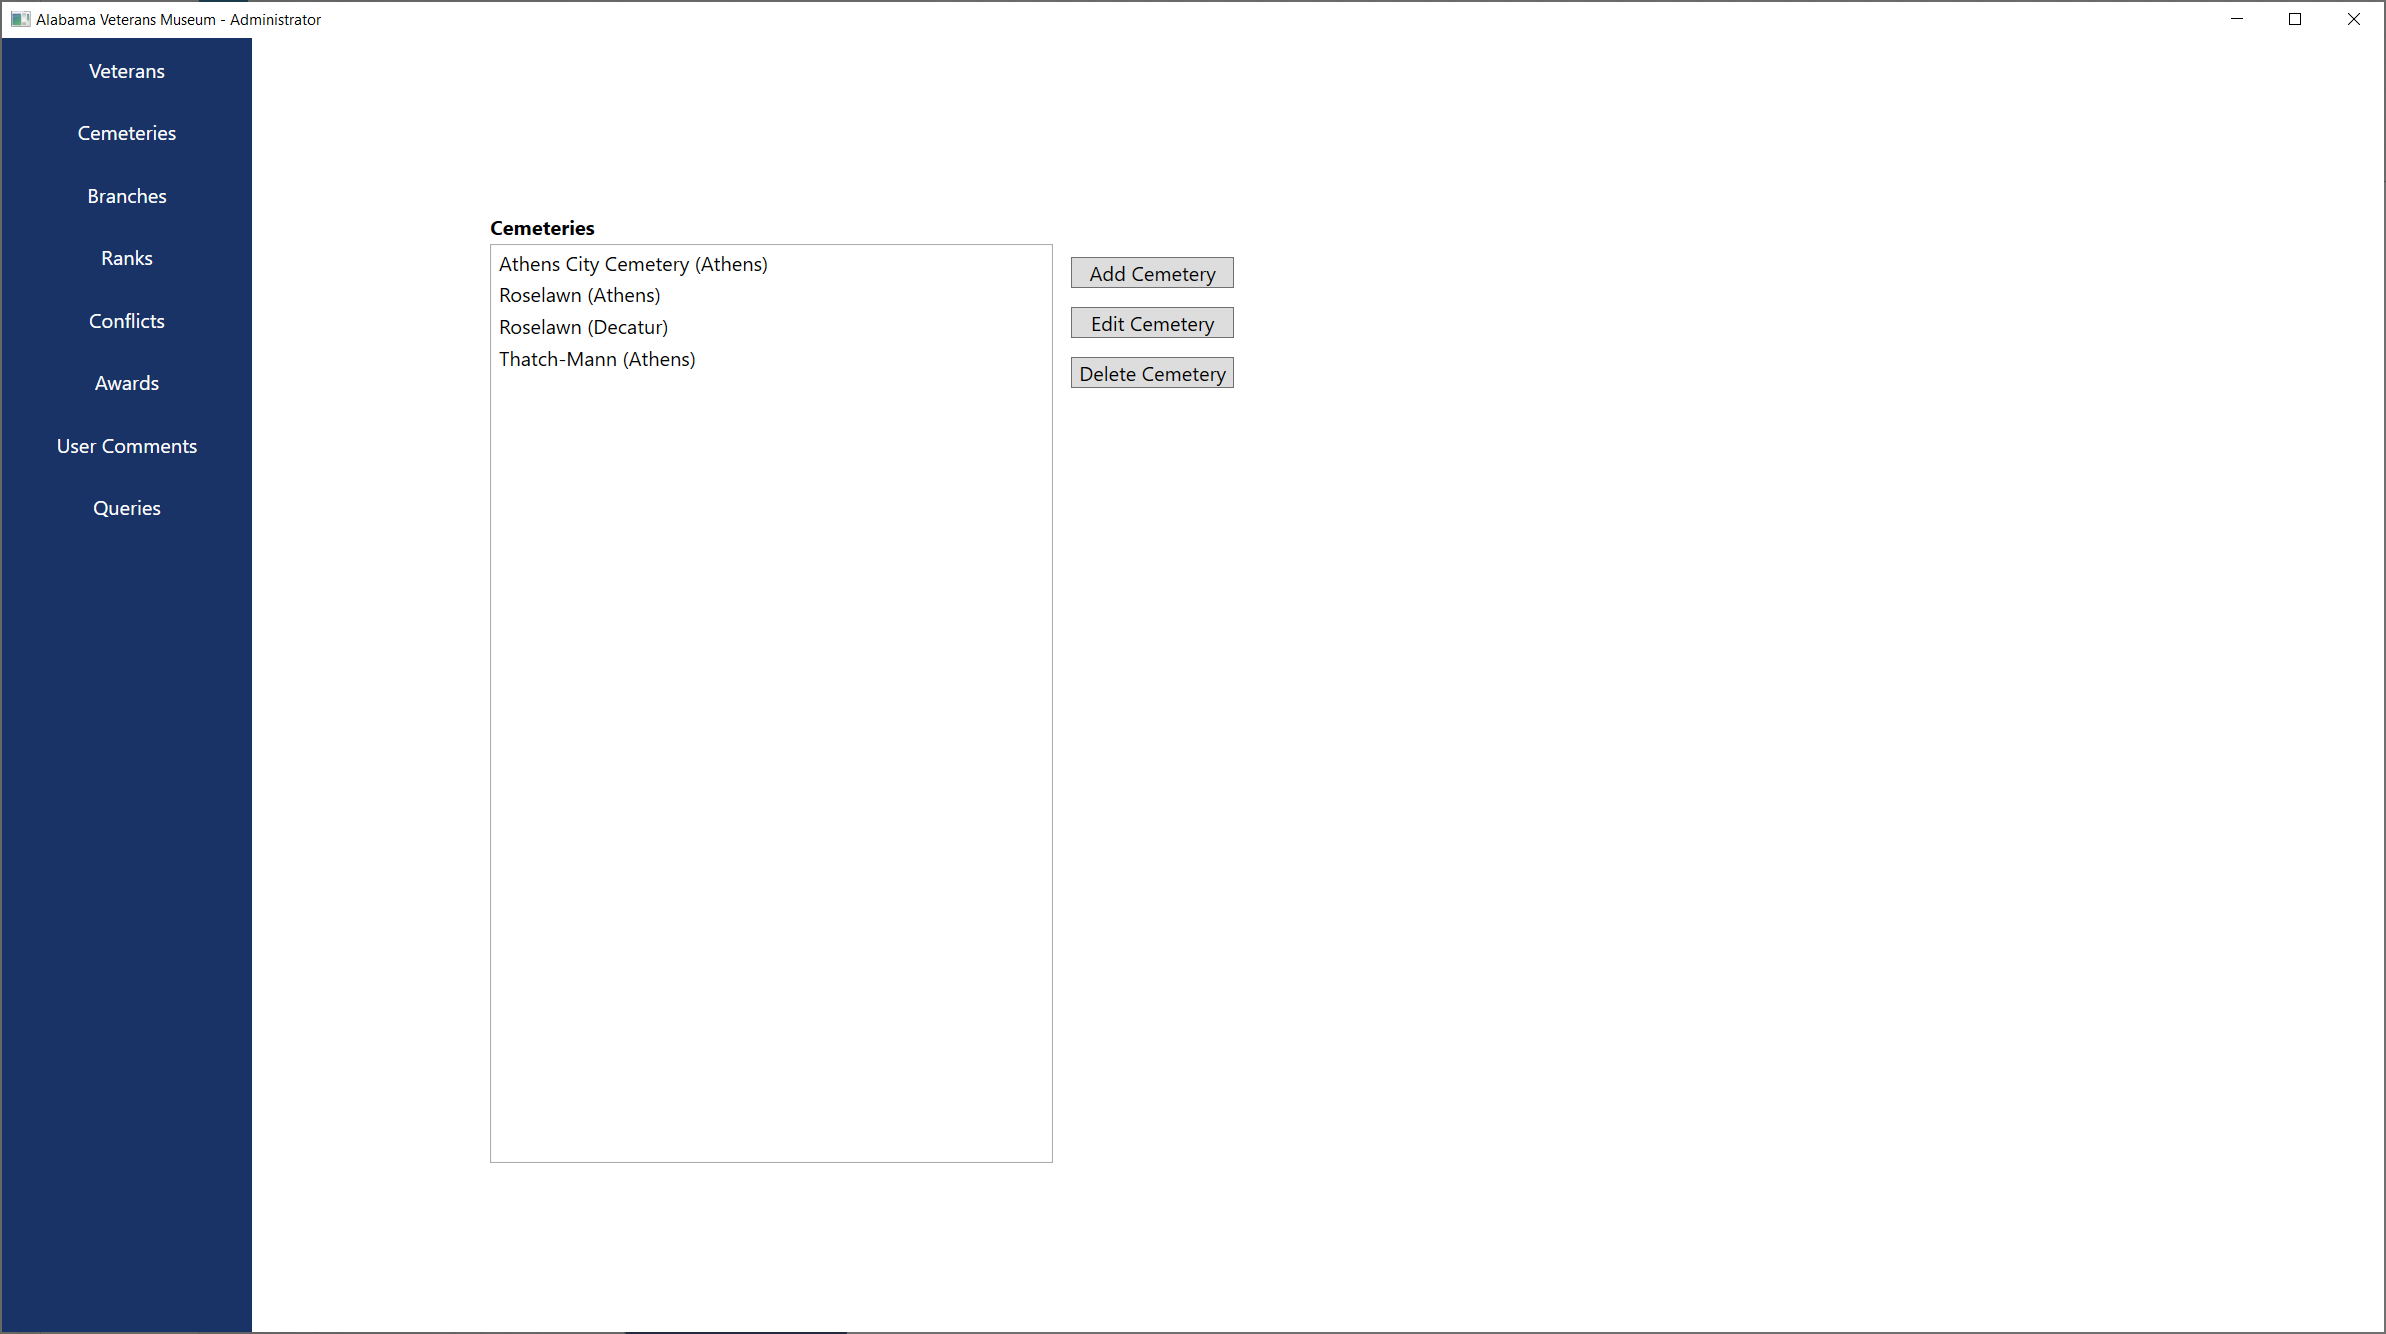 Alabama Veterans Museum - Administrator
Veterans
Cemeteries
Branches
Ranks
Conflicts
Awards
User Comments
Queries
Cemeteries
Athens City Cemetery (Athens)
Roselawn (Athens)
Roselawn (Decatur)
Thatch-Mann (Athens)
Add Cemetery
Edit Cemetery
Delete Cemetery